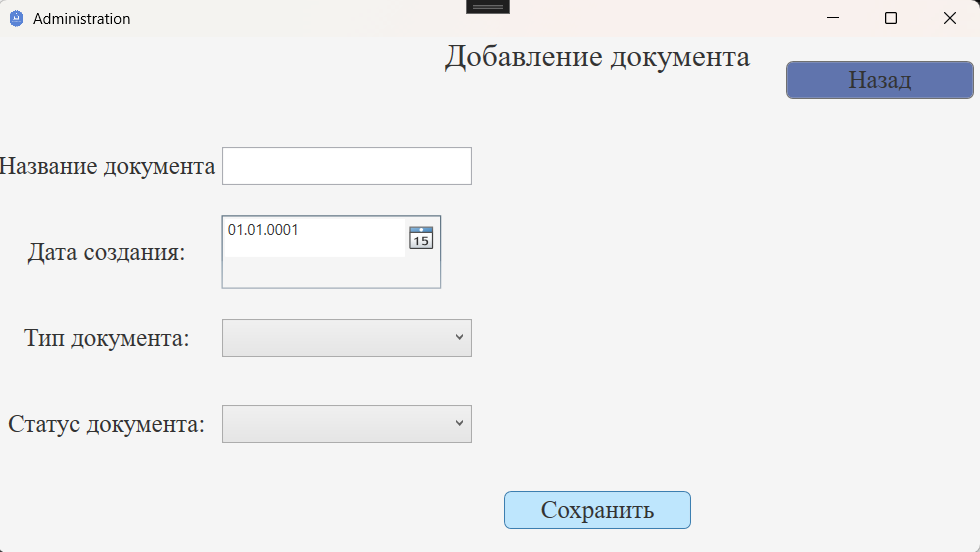 Administration
Добавление документа
Назад
Название документа
Дата создания:
01.01.0001
15
Тип документа:
Статус документа:
Сохранить